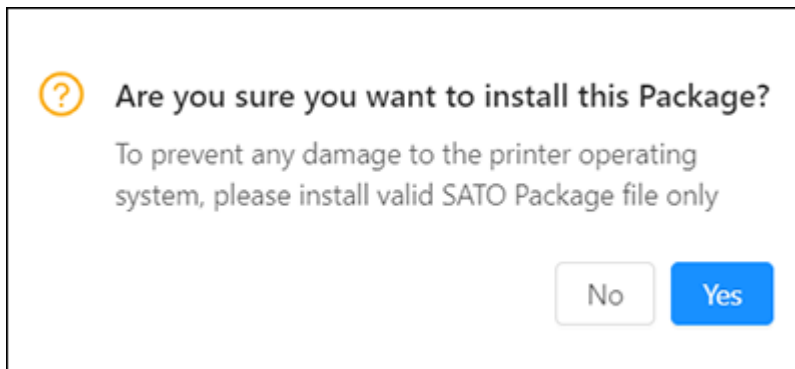 ?
Are you sure you want to install this Package?
To prevent any damage to the printer operating
system, please install valid SATO Package file only
No
Yes